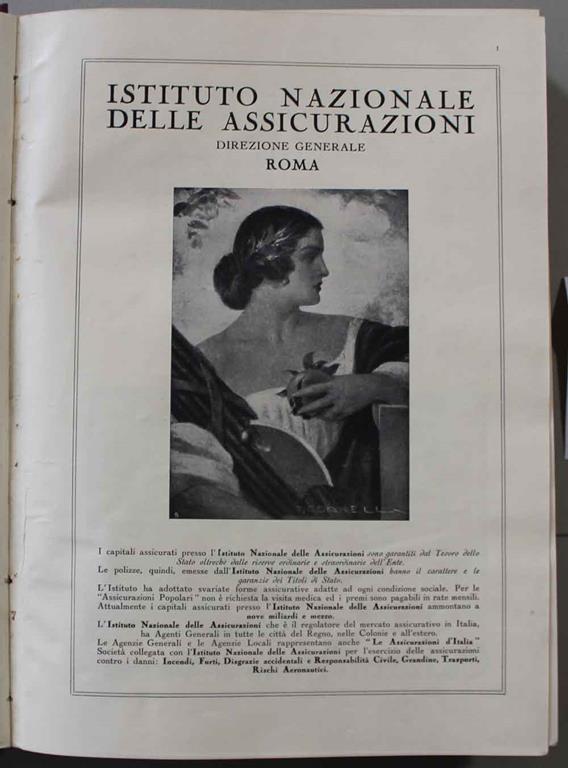 1
ISTITUTO NAZIONALE
DELLE ASSICURAZIONI
DIREZIONE GENERALE
ROMA
I capitali assicurati presso l'Istituto Nazionale delle Assicurazioni sono garantiti dal Tesoro dello
Stato oltrechè dalle riserve ordinarie e straordinarie dell'Ente.
Le polizze, quindi, emesse dall'Istituto Nazionale delle Assicurazioni hanno il carattere e le
garanzie dei Titoli di Stato.
L'Istituto ha adottato svariate forme assicurative adatte ad ogni condizione sociale. Per le
"Assicurazioni Popolari" non è richiesta la visita medica ed i premi sono pagabili in rate mensili.
Attualmente i capitali assicurati presso l'Istituto Nazionale delle Assicurazioni ammontano a
nove miliardi e mezzo.
L'Istituto Nazionale delle Assicurazioni che è il regolatore del mercato assicurativo in Italia,
ha Agenti Generali in tutte le città del Regno, nelle Colonie e all'estero.
Le Agenzie Generali e le Agenzie Locali rappresentano anche "Le Assicurazioni d'Italia"
Società collegata con l'Istituto Nazionale delle Assicurazioni per l'esercizio delle assicurazioni
contro i danni: Incendi, Furti, Disgrazie accidentali e Responsabilità Civile, Grandine, Trasporti,
Rischi Aeronautici.